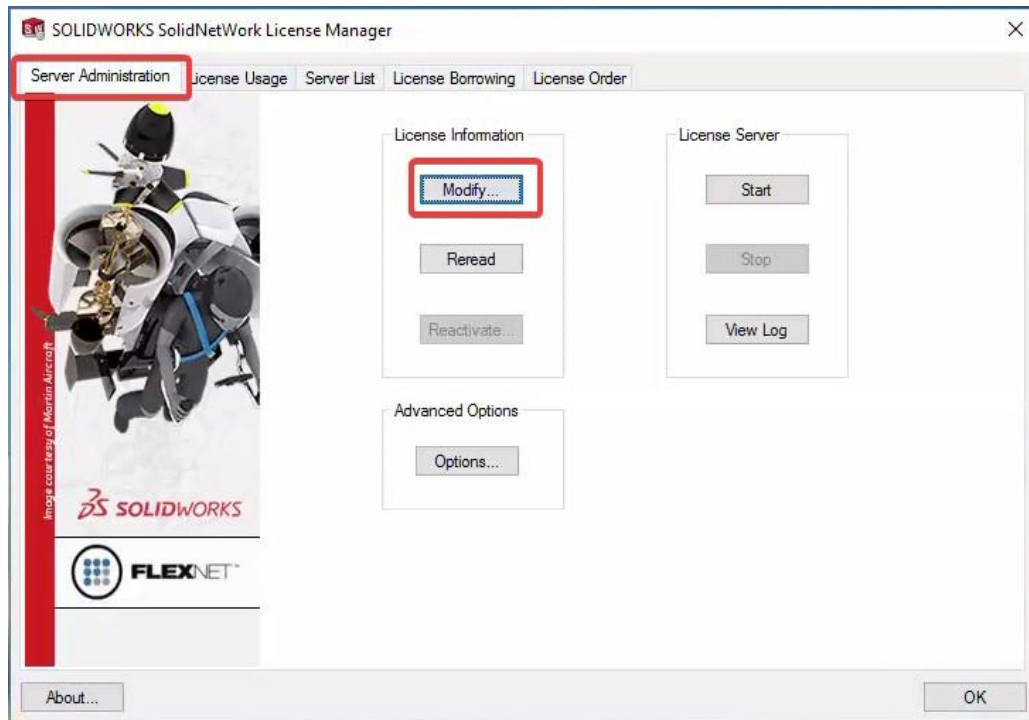 SOLIDWORKS SolidNetWork License Manager
Server Administration License Usage Server List License Borrowing License Order
License Information
Modify...
Reread
Reactivate...
License Server
Start
Stop
View Log
Advanced Options
Options...
Image courtesy of Martin Aircraft
SOLIDWORKS
FLEXNET
About...
OK